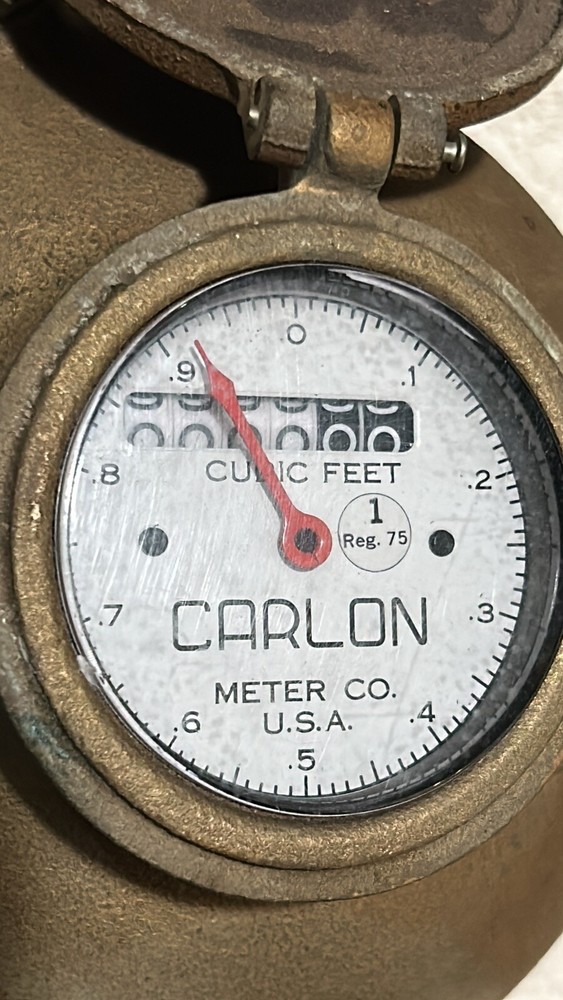 0
.9
.1
.8
CUBIC FEET
.2
1
Reg. 75
.7
CARLON
.3
METER CO.
.6
U.S.A.
.4
.5